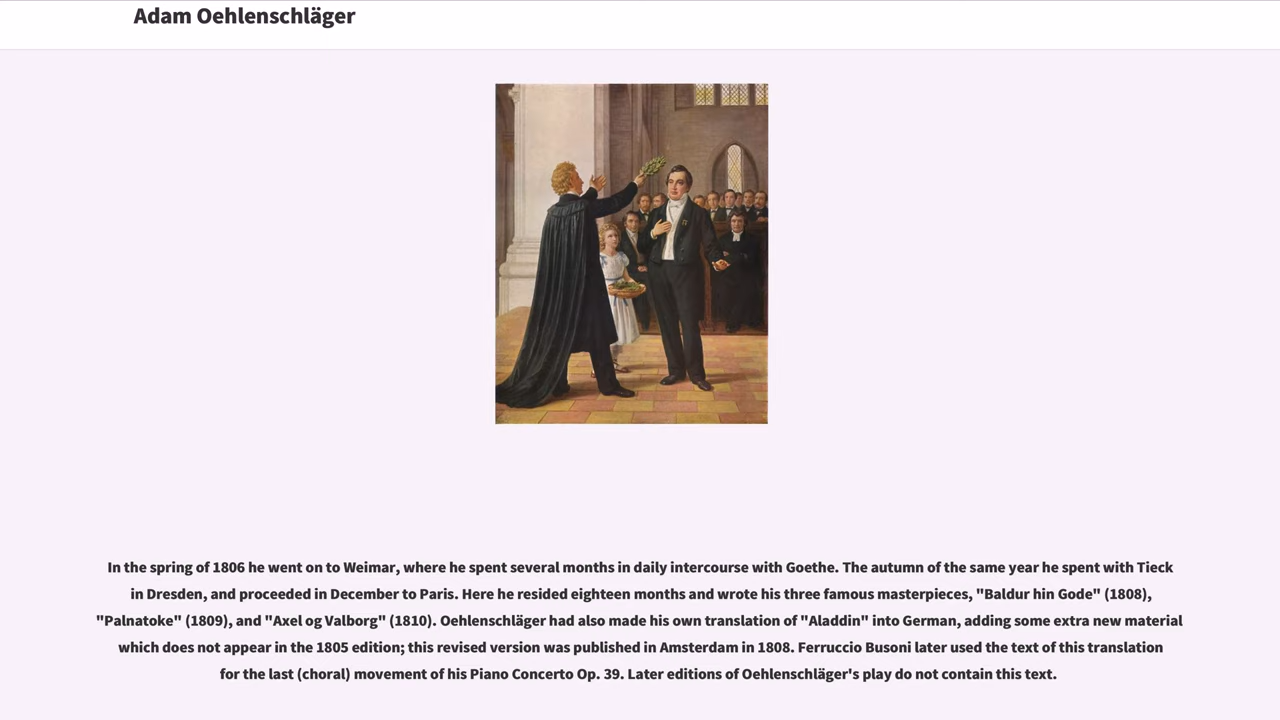 Adam Oehlenschläger
In the spring of 1806 he went on to Weimar, where he spent several months in daily intercourse with Goethe. The autumn of the same year he spent with Tieck
in Dresden, and proceeded in December to Paris. Here he resided eighteen months and wrote his three famous masterpieces, "Baldur hin Gode" (1808),
"Palnatoke" (1809), and "Axel og Valborg" (1810). Oehlenschläger had also made his own translation of "Aladdin" into German, adding some extra new material
which does not appear in the 1805 edition; this revised version was published in Amsterdam in 1808. Ferruccio Busoni later used the text of this translation
for the last (choral) movement of his Piano Concerto Op. 39. Later editions of Oehlenschläger's play do not contain this text.